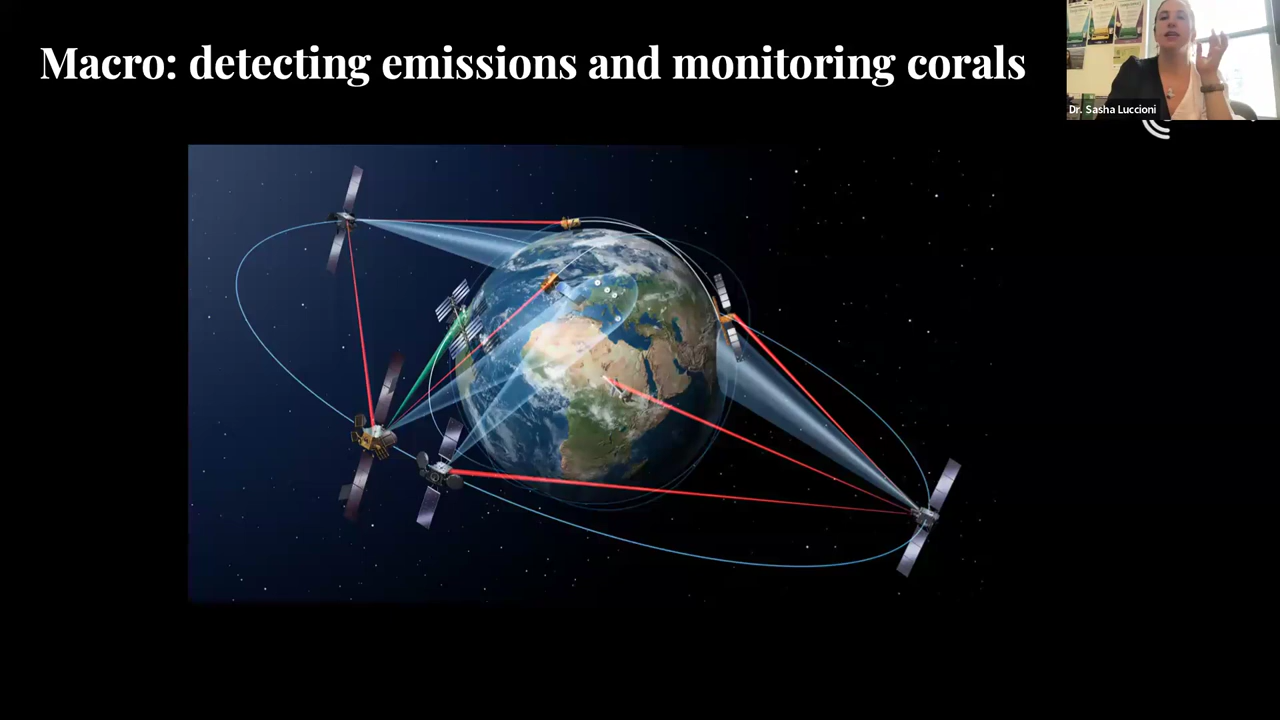 Macro: detecting emissions and monitoring corals
Dr. Sasha Luccioni